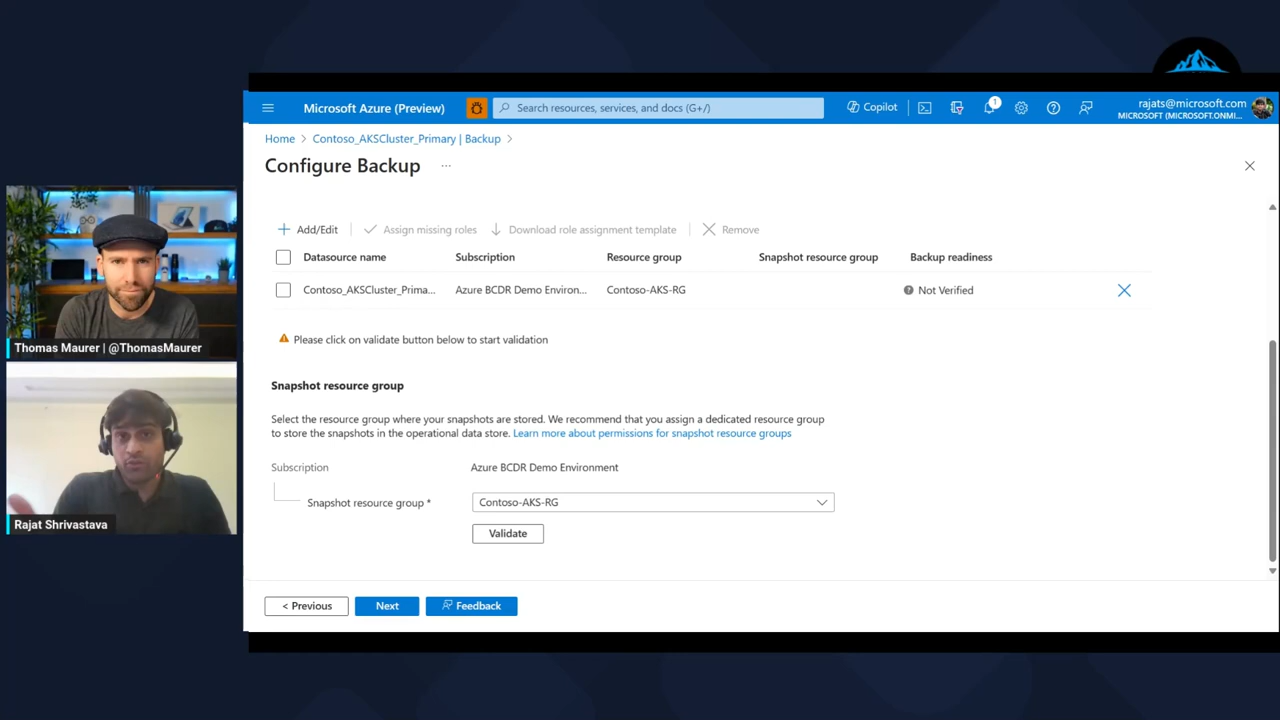 Microsoft Azure (Preview)
Search resources, services, and docs (G+/)
Copilot
1
rajats@microsoft.com
MICROSOFT (MICROSOFT.ONMI...
Home > Contoso_AKSCluster_Primary | Backup >
Configure Backup ...
Add/Edit
Assign missing roles
Download role assignment template
Remove
Datasource name Subscription Resource group Snapshot resource group Backup readiness
Contoso_AKSCluster_Prima... Azure BCDR Demo Environ... Contoso-AKS-RG Not Verified
Please click on validate button below to start validation
Snapshot resource group
Select the resource group where your snapshots are stored. We recommend that you assign a dedicated resource group
to store the snapshots in the operational data store. Learn more about permissions for snapshot resource groups
Subscription Azure BCDR Demo Environment
Snapshot resource group * Contoso-AKS-RG
Validate
< Previous
Next
Feedback
Thomas Maurer | @ThomasMaurer
Rajat Shrivastava